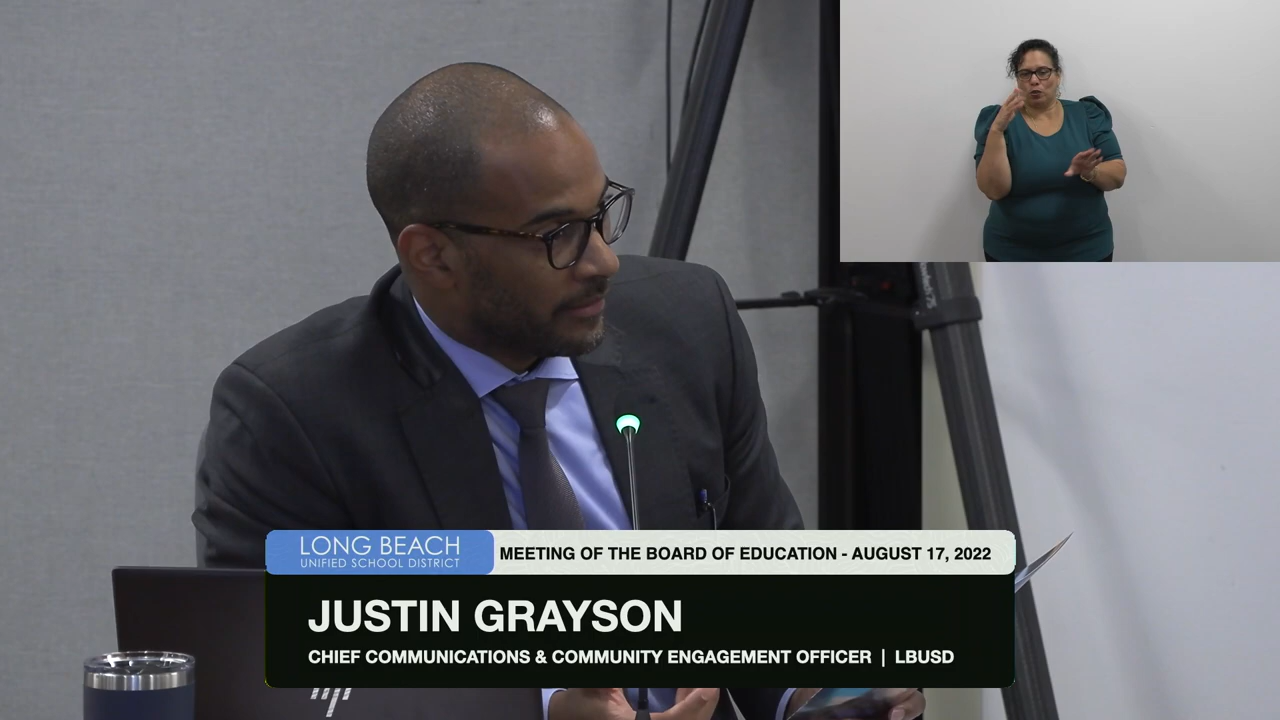 LONG BEACH
UNIFIED SCHOOL DISTRICT
MEETING OF THE BOARD OF EDUCATION - AUGUST 17, 2022
JUSTIN GRAYSON
CHIEF COMMUNICATIONS & COMMUNITY ENGAGEMENT OFFICER | LBUSD